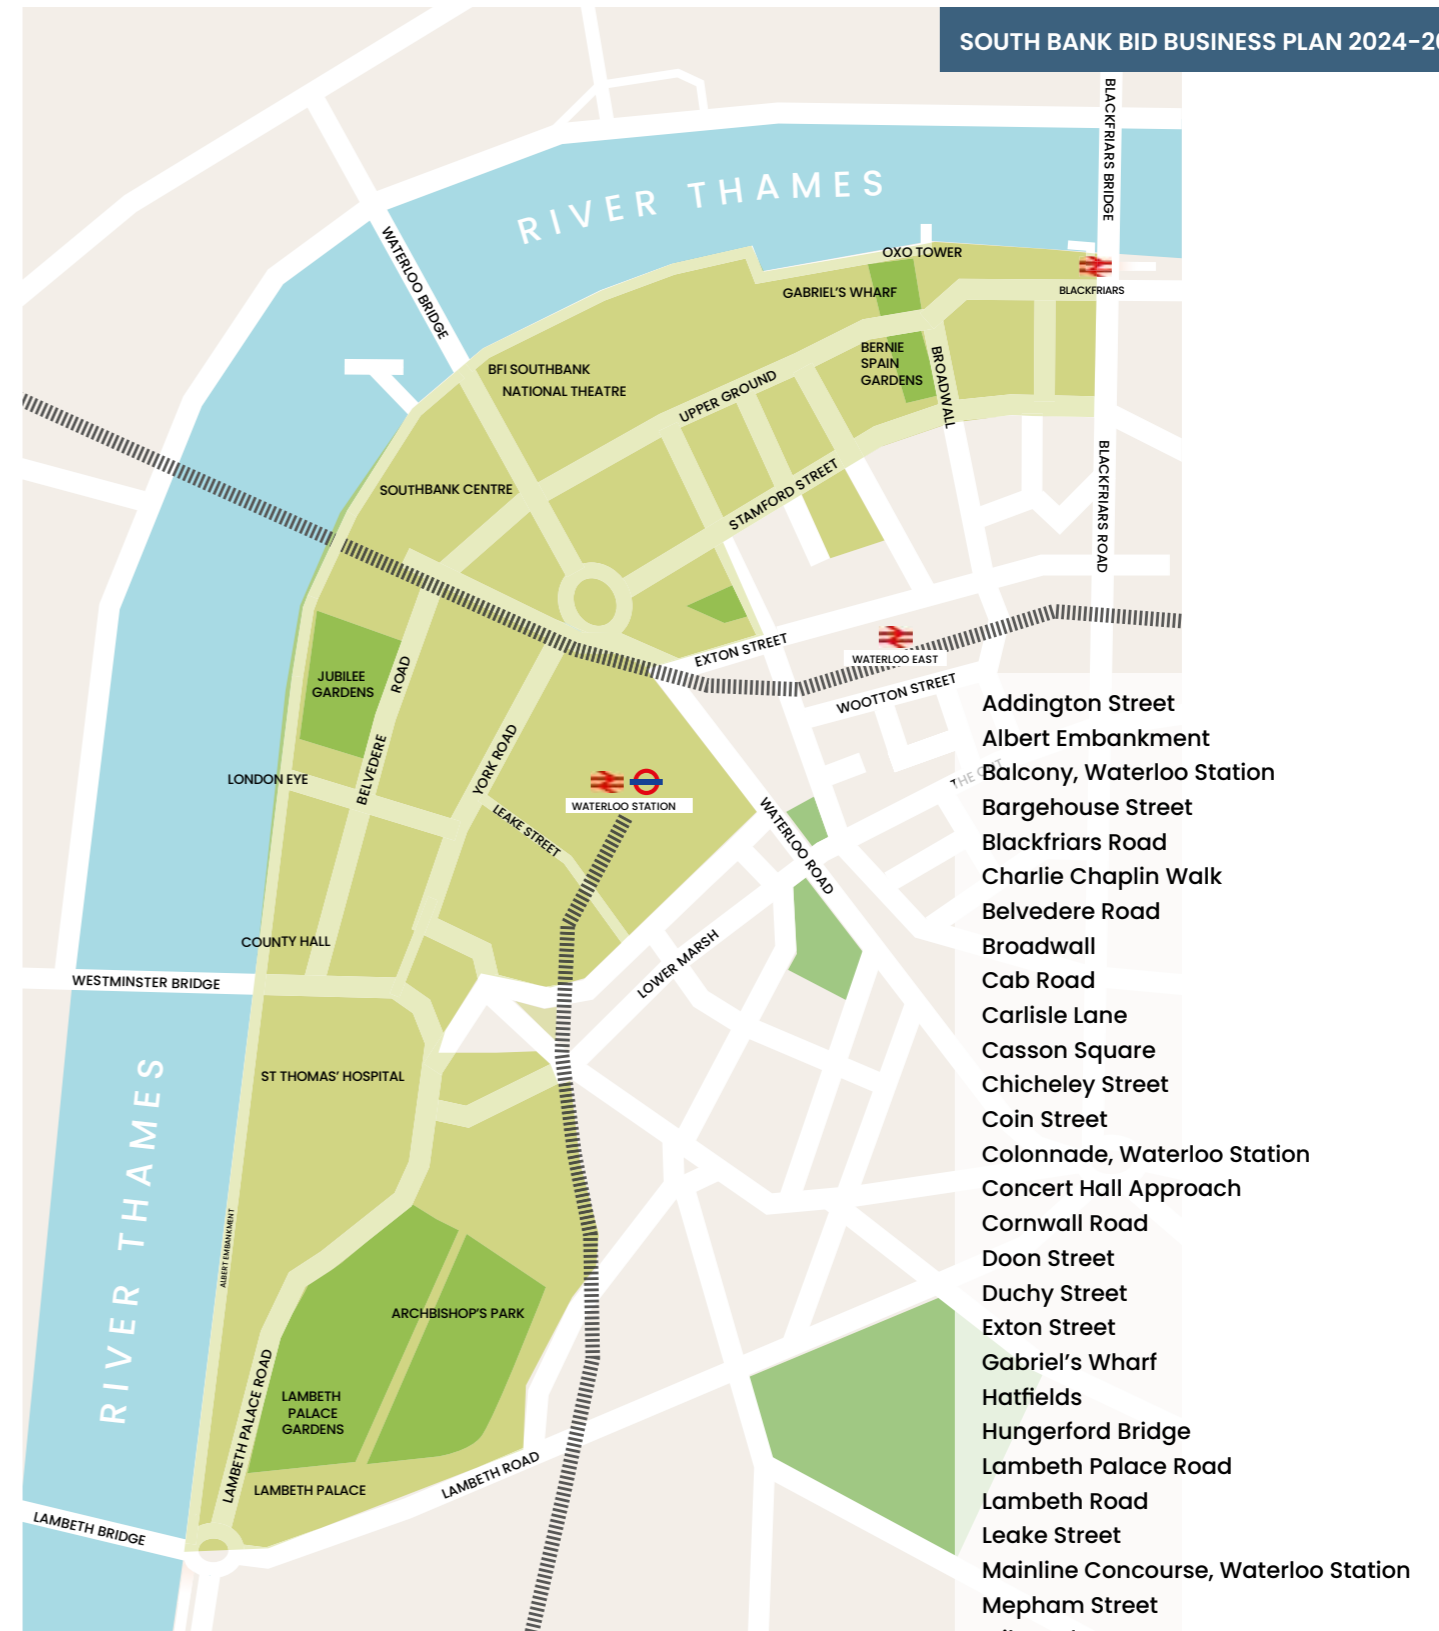 SOUTH BANK BID BUSINESS PLAN 2024-2
BLACKFRIARS BRIDGE
RIVER THAMES
WATERLOO BRIDGE
OXO TOWER
BLACKFRIARS
GABRIEL'S WHARF
BERNIE
SPAIN
GARDENS
BROADWALL
BFI SOUTHBANK
NATIONAL THEATRE
UPPER GROUND
SOUTHBANK CENTRE
STAMFORD STREET
BLACKFRIARS ROAD
EXTON STREET
WATERLOO EAST
WOOTTON STREET
JUBILEE
GARDENS
BELVEDERE ROAD
YORK ROAD
LONDON EYE
WATERLOO STATION
LEAKE STREET
WATERLOO ROAD
THE CUT
COUNTY HALL
LOWER MARSH
WESTMINSTER BRIDGE
ST THOMAS' HOSPITAL
RIVER THAMES
ALBERT EMBANKMENT
ARCHBISHOP'S PARK
LAMBETH
PALACE
GARDENS
LAMBETH PALACE ROAD
LAMBETH PALACE
LAMBETH ROAD
LAMBETH BRIDGE
Addington Street
Albert Embankment
Balcony, Waterloo Station
Bargehouse Street
Blackfriars Road
Charlie Chaplin Walk
Belvedere Road
Broadwall
Cab Road
Carlisle Lane
Casson Square
Chicheley Street
Coin Street
Colonnade, Waterloo Station
Concert Hall Approach
Cornwall Road
Doon Street
Duchy Street
Exton Street
Gabriel's Wharf
Hatfields
Hungerford Bridge
Lambeth Palace Road
Lambeth Road
Leake Street
Mainline Concourse, Waterloo Station
Mepham Street